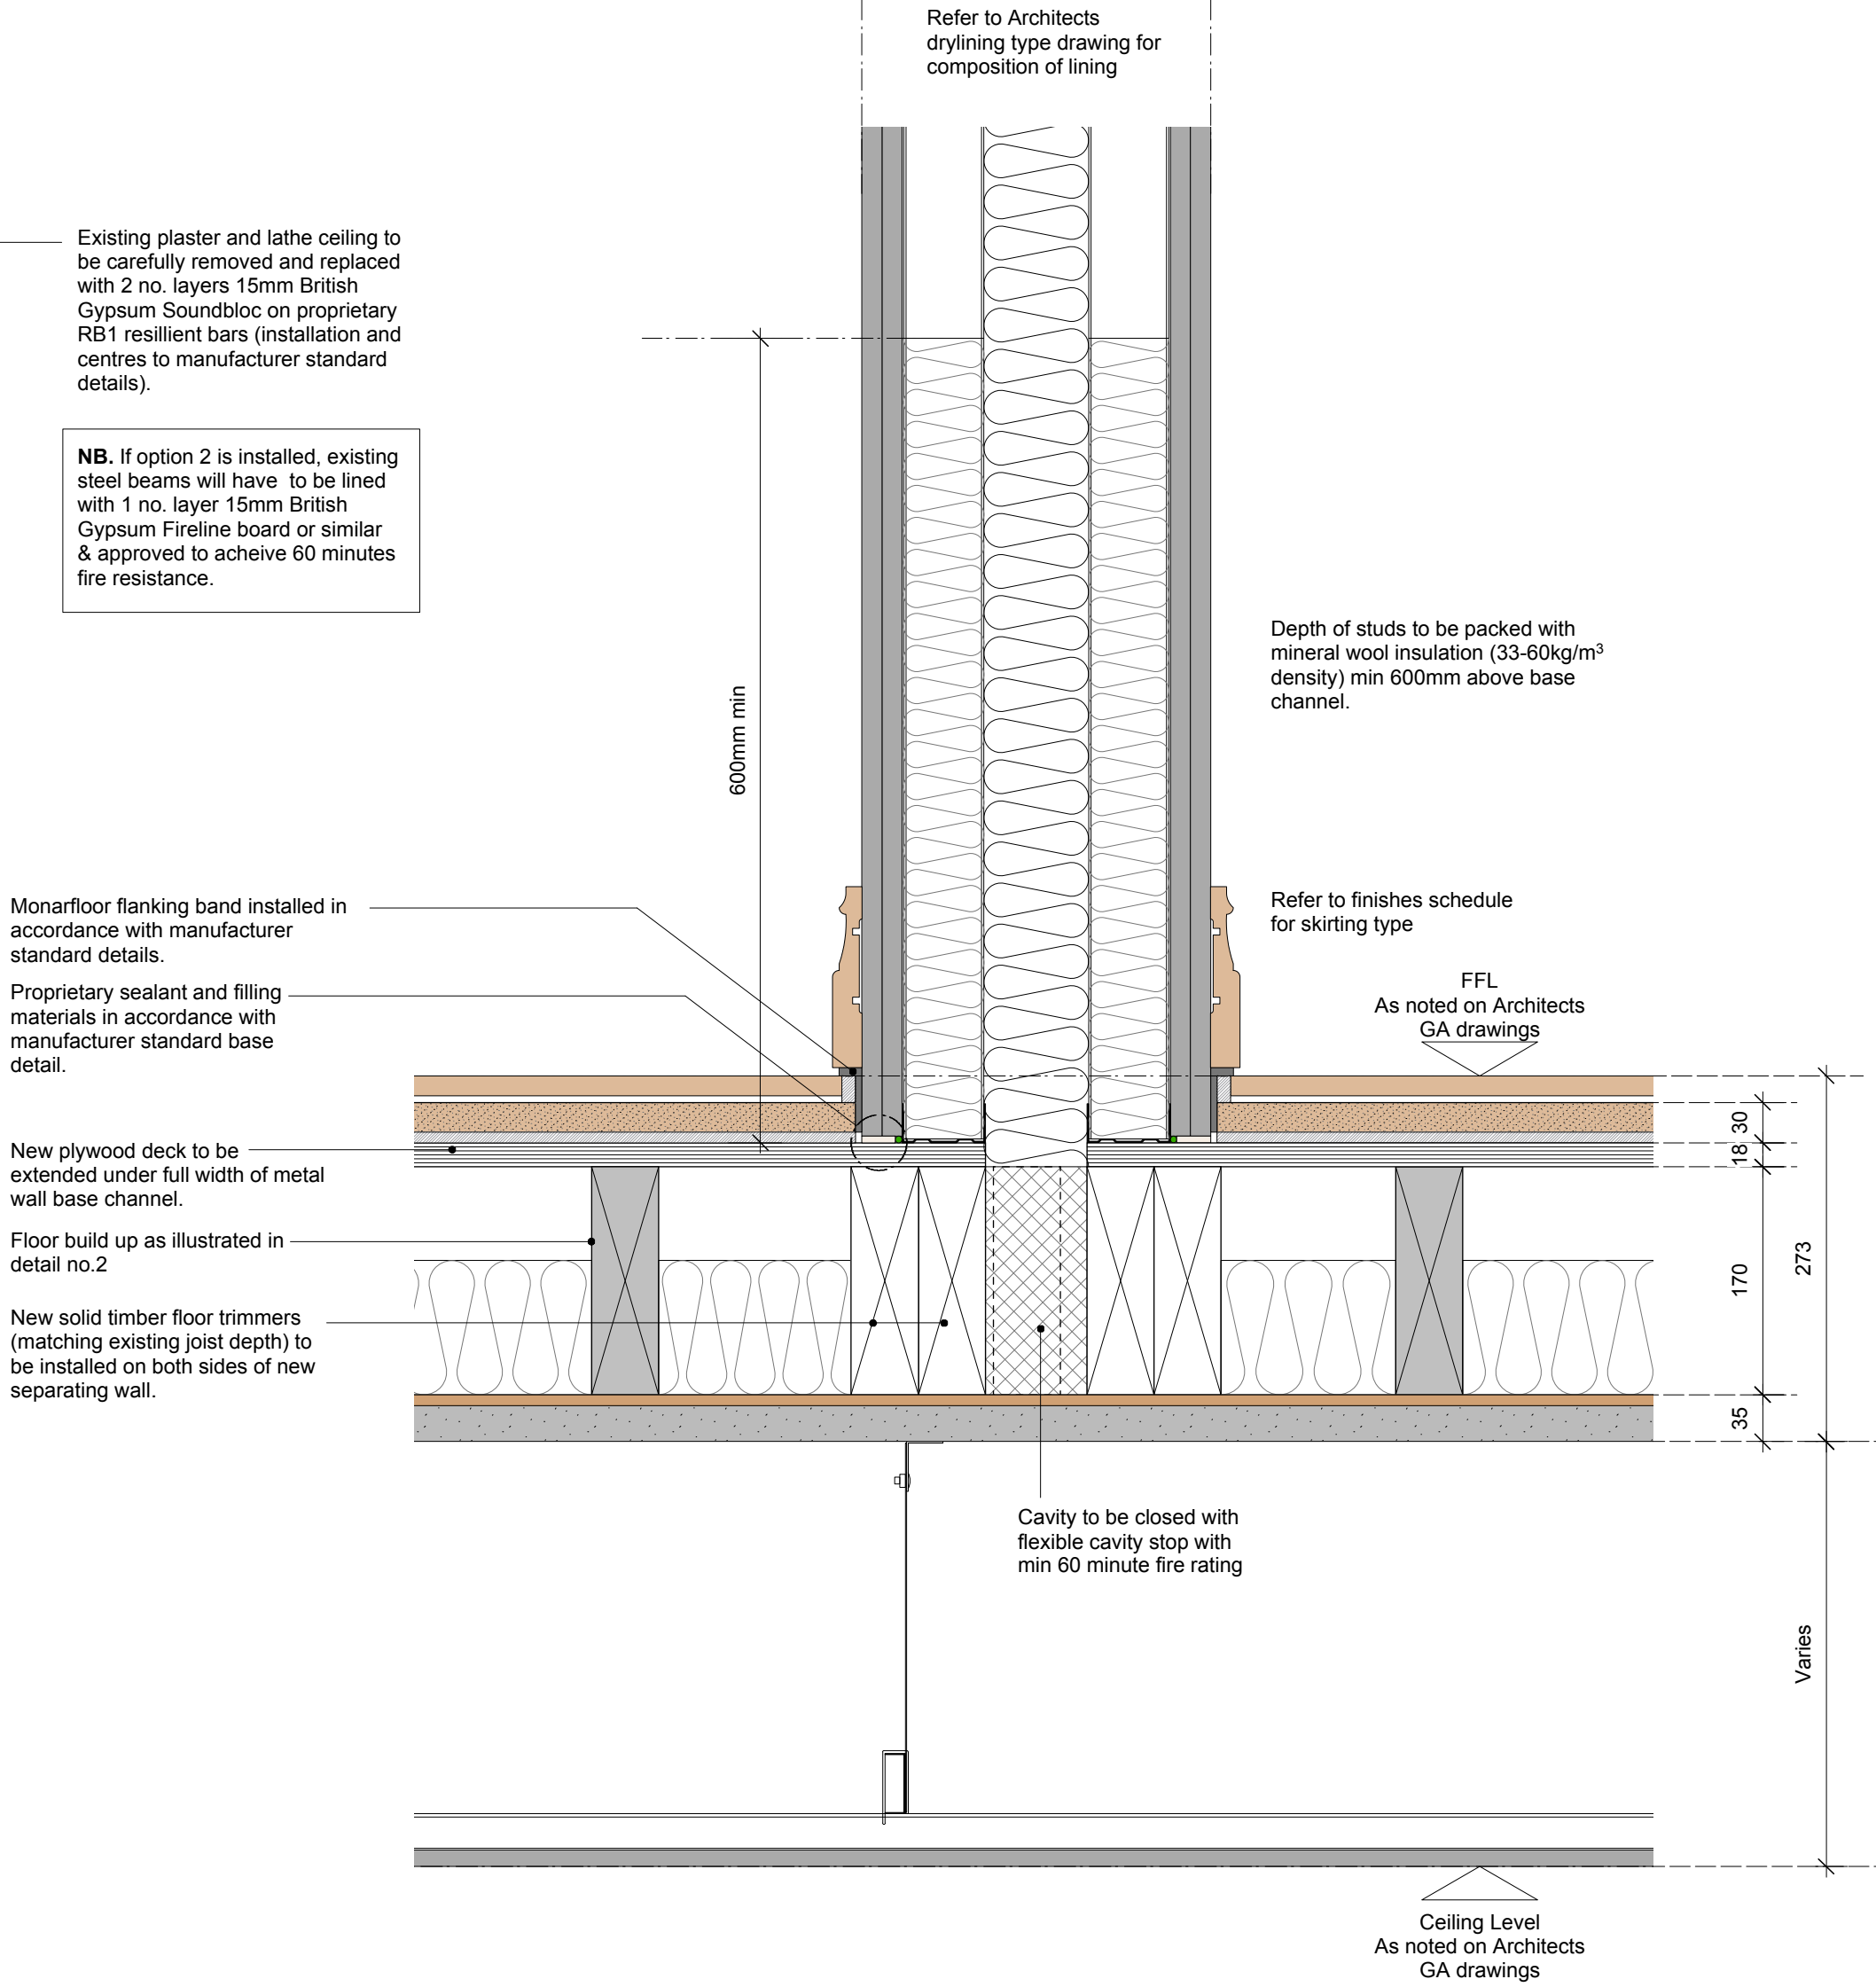 Refer to Architects
drylining type drawing for
composition of lining
Existing plaster and lathe ceiling to
be carefully removed and replaced
with 2 no. layers 15mm British
Gypsum Soundbloc on proprietary
RB1 resillient bars (installation and
centres to manufacturer standard
details).
NB. If option 2 is installed, existing
steel beams will have to be lined
with 1 no. layer 15mm British
Gypsum Fireline board or similar
& approved to acheive 60 minutes
fire resistance.
Depth of studs to be packed with
mineral wool insulation (33-60kg/m³
density) min 600mm above base
channel.
600mm min
Monarfloor flanking band installed in
accordance with manufacturer
standard details.
Refer to finishes schedule
for skirting type
Proprietary sealant and filling
materials in accordance with
manufacturer standard base
detail.
FFL
As noted on Architects
GA drawings
New plywood deck to be
extended under full width of metal
wall base channel.
Floor build up as illustrated in
detail no.2
New solid timber floor trimmers
(matching existing joist depth) to
be installed on both sides of new
separating wall.
30
18
170
273
35
Cavity to be closed with
flexible cavity stop with
min 60 minute fire rating
Varies
Ceiling Level
As noted on Architects
GA drawings